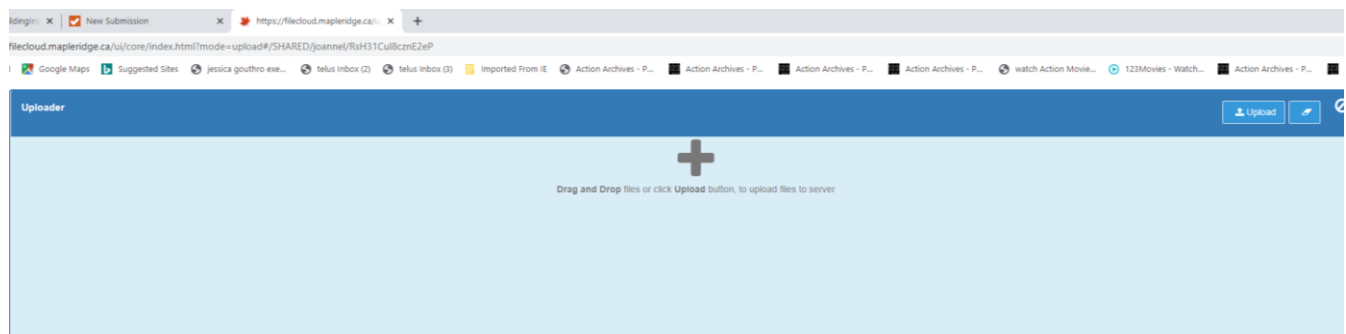 New Submission https://filecloud.mapleridge.ca/u
filecloud.mapleridge.ca/ui/core/index.html?mode=upload#/SHARED/joannel/RsH31Cul8cznE2eP
Google Maps Suggested Sites jessica gouthro exe... telus Inbox (2) telus Inbox (3) Imported From IE Action Archives - P... Action Archives - P... Action Archives - P... Action Archives - P... watch Action Movie... 123Movies - Watch... Action Archives - P...
Uploader Upload
Drag and Drop files or click Upload button, to upload files to server